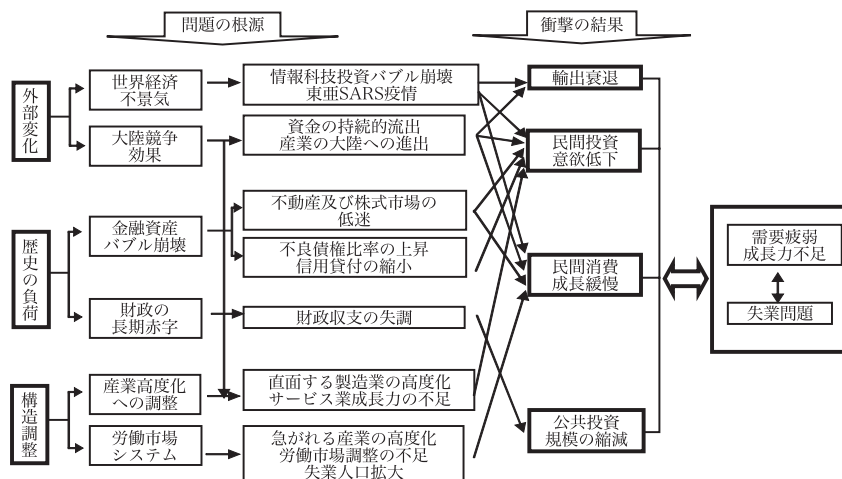 問題の根源
衝撃の結果
外部変化
世界経済
不景気
情報科技投資バブル崩壊
東亜SARS疫情
輸出衰退
大陸競争
効果
資金の持続的流出
産業の大陸への進出
民間投資
意欲低下
歴史の負荷
金融資産
バブル崩壊
不動産及び株式市場の
低迷
不良債権比率の上昇
信用貸付の縮小
民間消費
成長緩慢
需要疲弱
成長力不足
失業問題
財政の
長期赤字
財政収支の失調
構造調整
産業高度化
への調整
直面する製造業の高度化
サービス業成長力の不足
公共投資
規模の縮減
労働市場
システム
急がれる産業の高度化
労働市場調整の不足
失業人口拡大